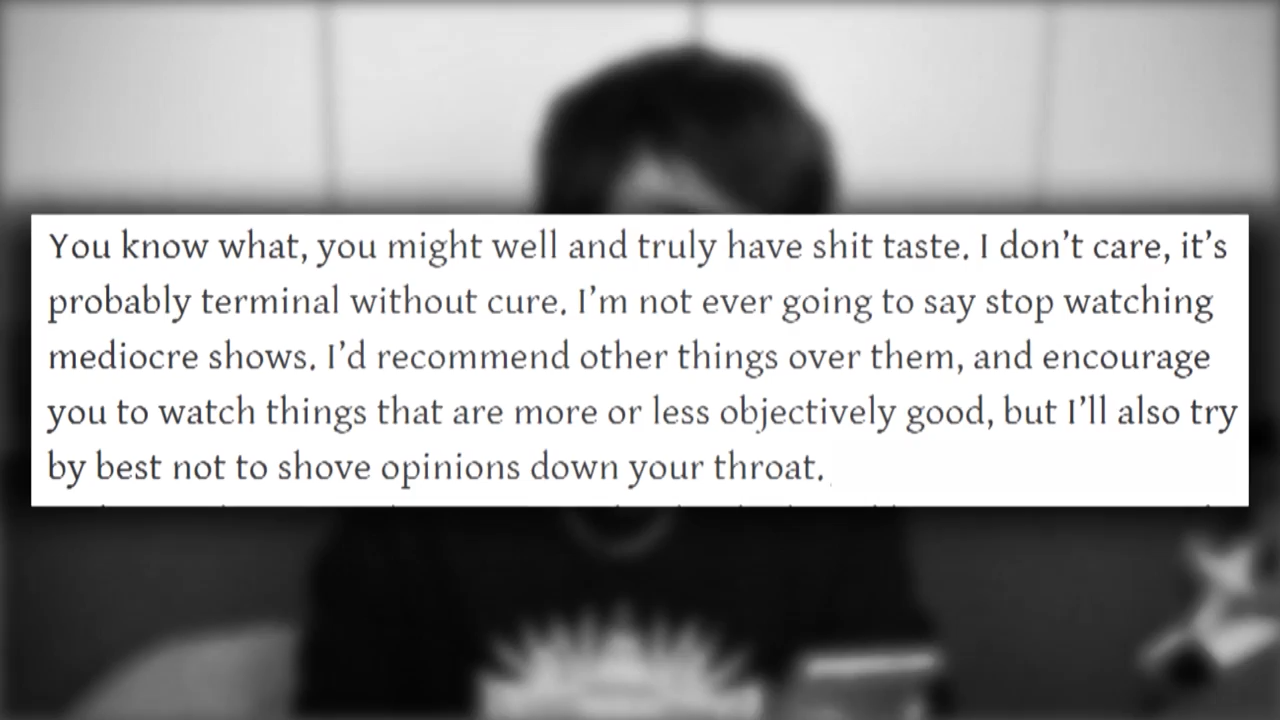 You know what, you might well and truly have shit taste. I don't care, it's
probably terminal without cure. I'm not ever going to say stop watching
mediocre shows. I'd recommend other things over them, and encourage
you to watch things that are more or less objectively good, but I'll also try
by best not to shove opinions down your throat.